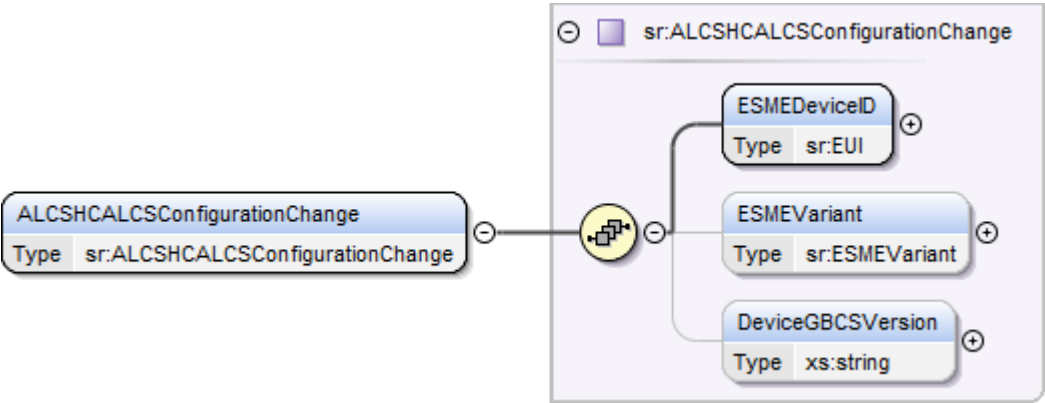 sr:ALCSHCALCSConfigurationChange
ESMEDeviceID
Type sr:EUI
ALCSHCALCSConfigurationChange
Type sr:ALCSHCALCSConfigurationChange
ESMEVariant
Type sr:ESMEVariant
DeviceGBCSVersion
Type xs:string